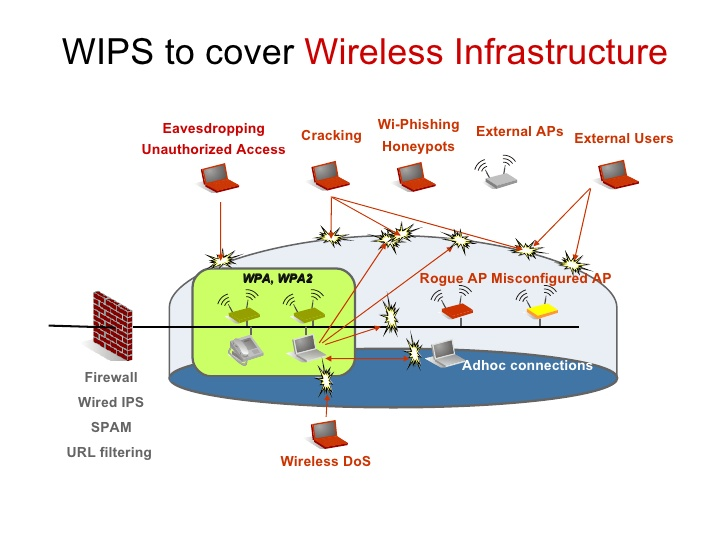 WIPS to cover Wireless Infrastructure
Eavesdropping
Unauthorized Access
Cracking
Wi-Phishing
Honeypots
External APs
External Users
WPA, WPA2
Rogue AP Misconfigured AP
Adhoc connections
Firewall
Wired IPS
SPAM
URL filtering
Wireless DoS